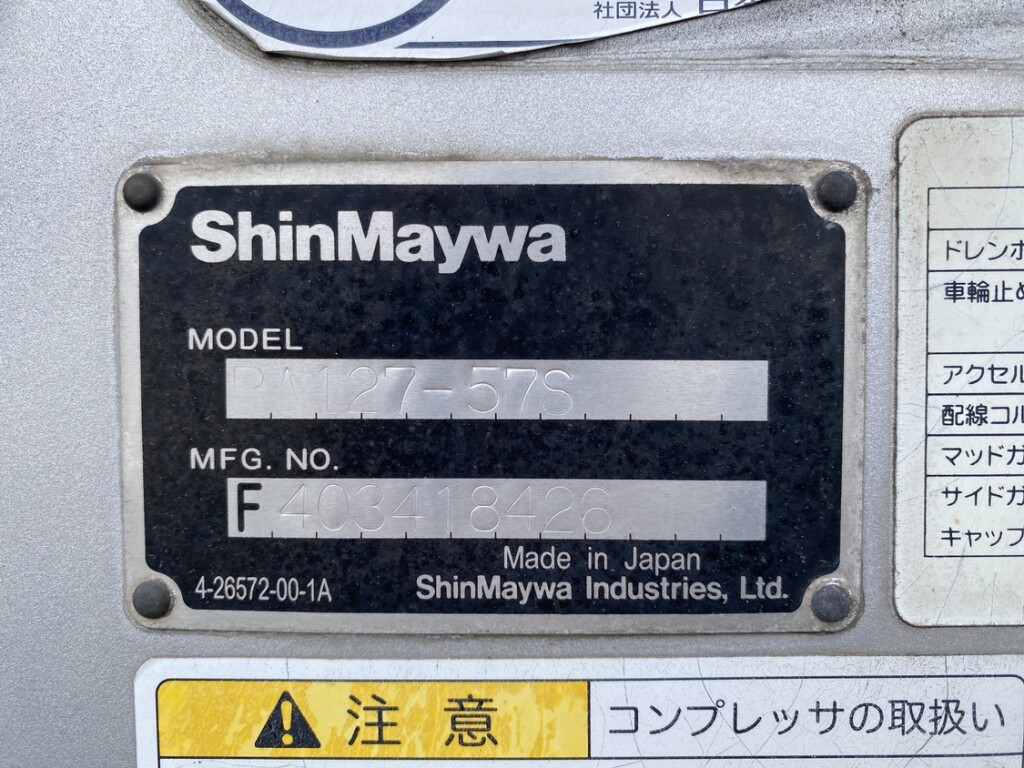 社団法人
ShinMaywa
MODEL
RA127-57S
MFG. NO.
F 403418426
Made in Japan
4-26572-00-1A
ShinMaywa Industries, Ltd.
ドレンホ
車輪止め
アクセル
配線コル
マッドガ
サイドガ
キャップ
注意
コンプレッサの取扱い